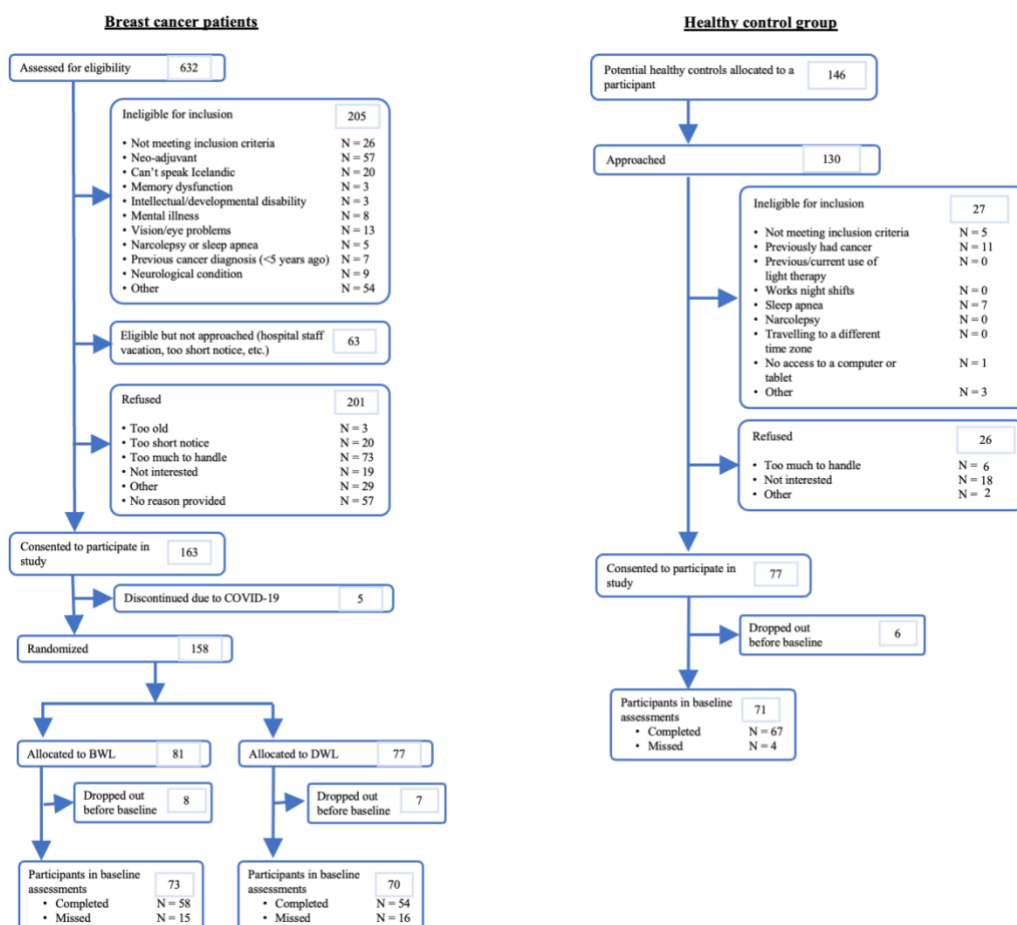 Breast cancer patients
Assessed for eligibility
632
Ineligible for inclusion
205
• Not meeting inclusion criteria N = 26
• Neo-adjuvant N = 57
• Can't speak Icelandic N = 20
• Memory dysfunction N = 3
• Intellectual/developmental disability N = 3
• Mental illness N = 8
• Vision/eye problems N = 13
• Narcolepsy or sleep apnea N = 5
• Previous cancer diagnosis (<5 years ago) N = 7
• Neurological condition N = 9
• Other N = 54
Eligible but not approached (hospital staff
vacation, too short notice, etc.)
63
Refused
201
• Too old N = 3
• Too short notice N = 20
• Too much to handle N = 73
• Not interested N = 19
• Other N = 29
• No reason provided N = 57
Consented to participate in
study
163
Discontinued due to COVID-19
5
Randomized
158
Allocated to BWL
81
Allocated to DWL
77
Dropped out
before baseline
8
Dropped out
before baseline
7
Participants in baseline
assessments
73
• Completed N = 58
• Missed N = 15
Participants in baseline
assessments
70
• Completed N = 54
• Missed N = 16
Healthy control group
Potential healthy controls allocated to a
participant
146
Approached
130
Ineligible for inclusion
27
• Not meeting inclusion criteria N = 5
• Previously had cancer N = 11
• Previous/current use of N = 0
light therapy
• Works night shifts N = 0
• Sleep apnea N = 7
• Narcolepsy N = 0
• Travelling to a different N = 0
time zone
• No access to a computer or N = 1
tablet
• Other N = 3
Refused
26
• Too much to handle N = 6
• Not interested N = 18
• Other N = 2
Consented to participate in
study
77
Dropped out
before baseline
6
Participants in baseline
assessments
71
• Completed N = 67
• Missed N = 4